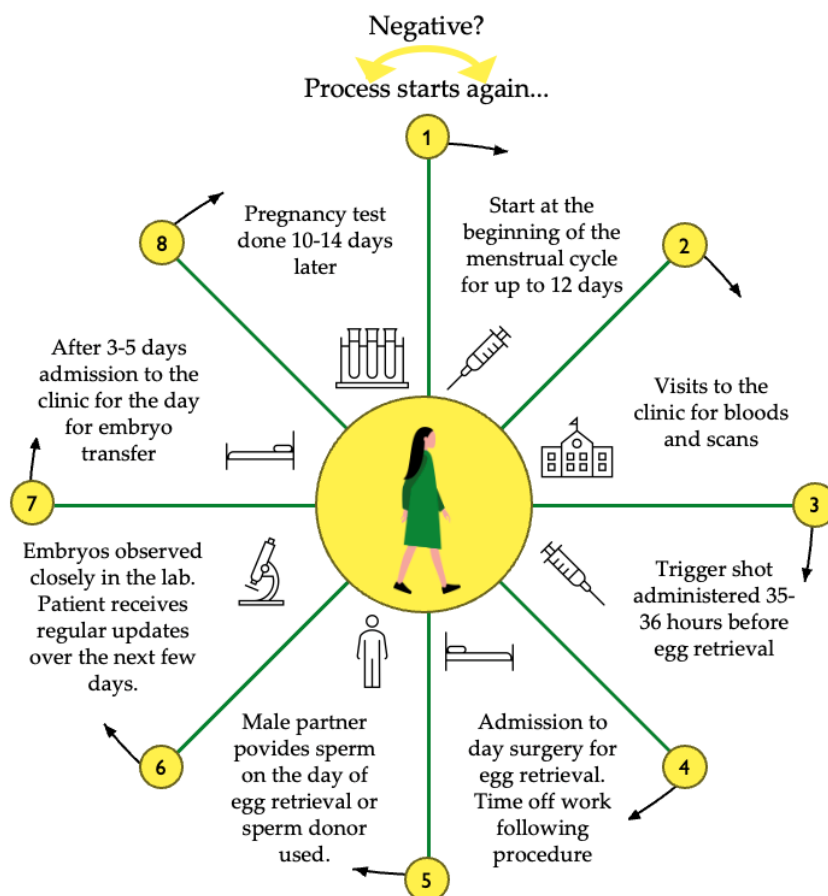 Negative?
Process starts again...
1
Start at the
beginning of the
menstrual cycle
for up to 12 days
2
Visits to the
clinic for bloods
and scans
3
Trigger shot
administered 35-
36 hours before
egg retrieval
4
Admission to
day surgery for
egg retrieval.
Time off work
following
procedure
5
Male partner
povides sperm
on the day of
egg retrieval or
sperm donor
used.
6
Embryos observed
closely in the lab.
Patient receives
regular updates
over the next few
days.
7
After 3-5 days
admission to the
clinic for the day
for embryo
transfer
8
Pregnancy test
done 10-14 days
later